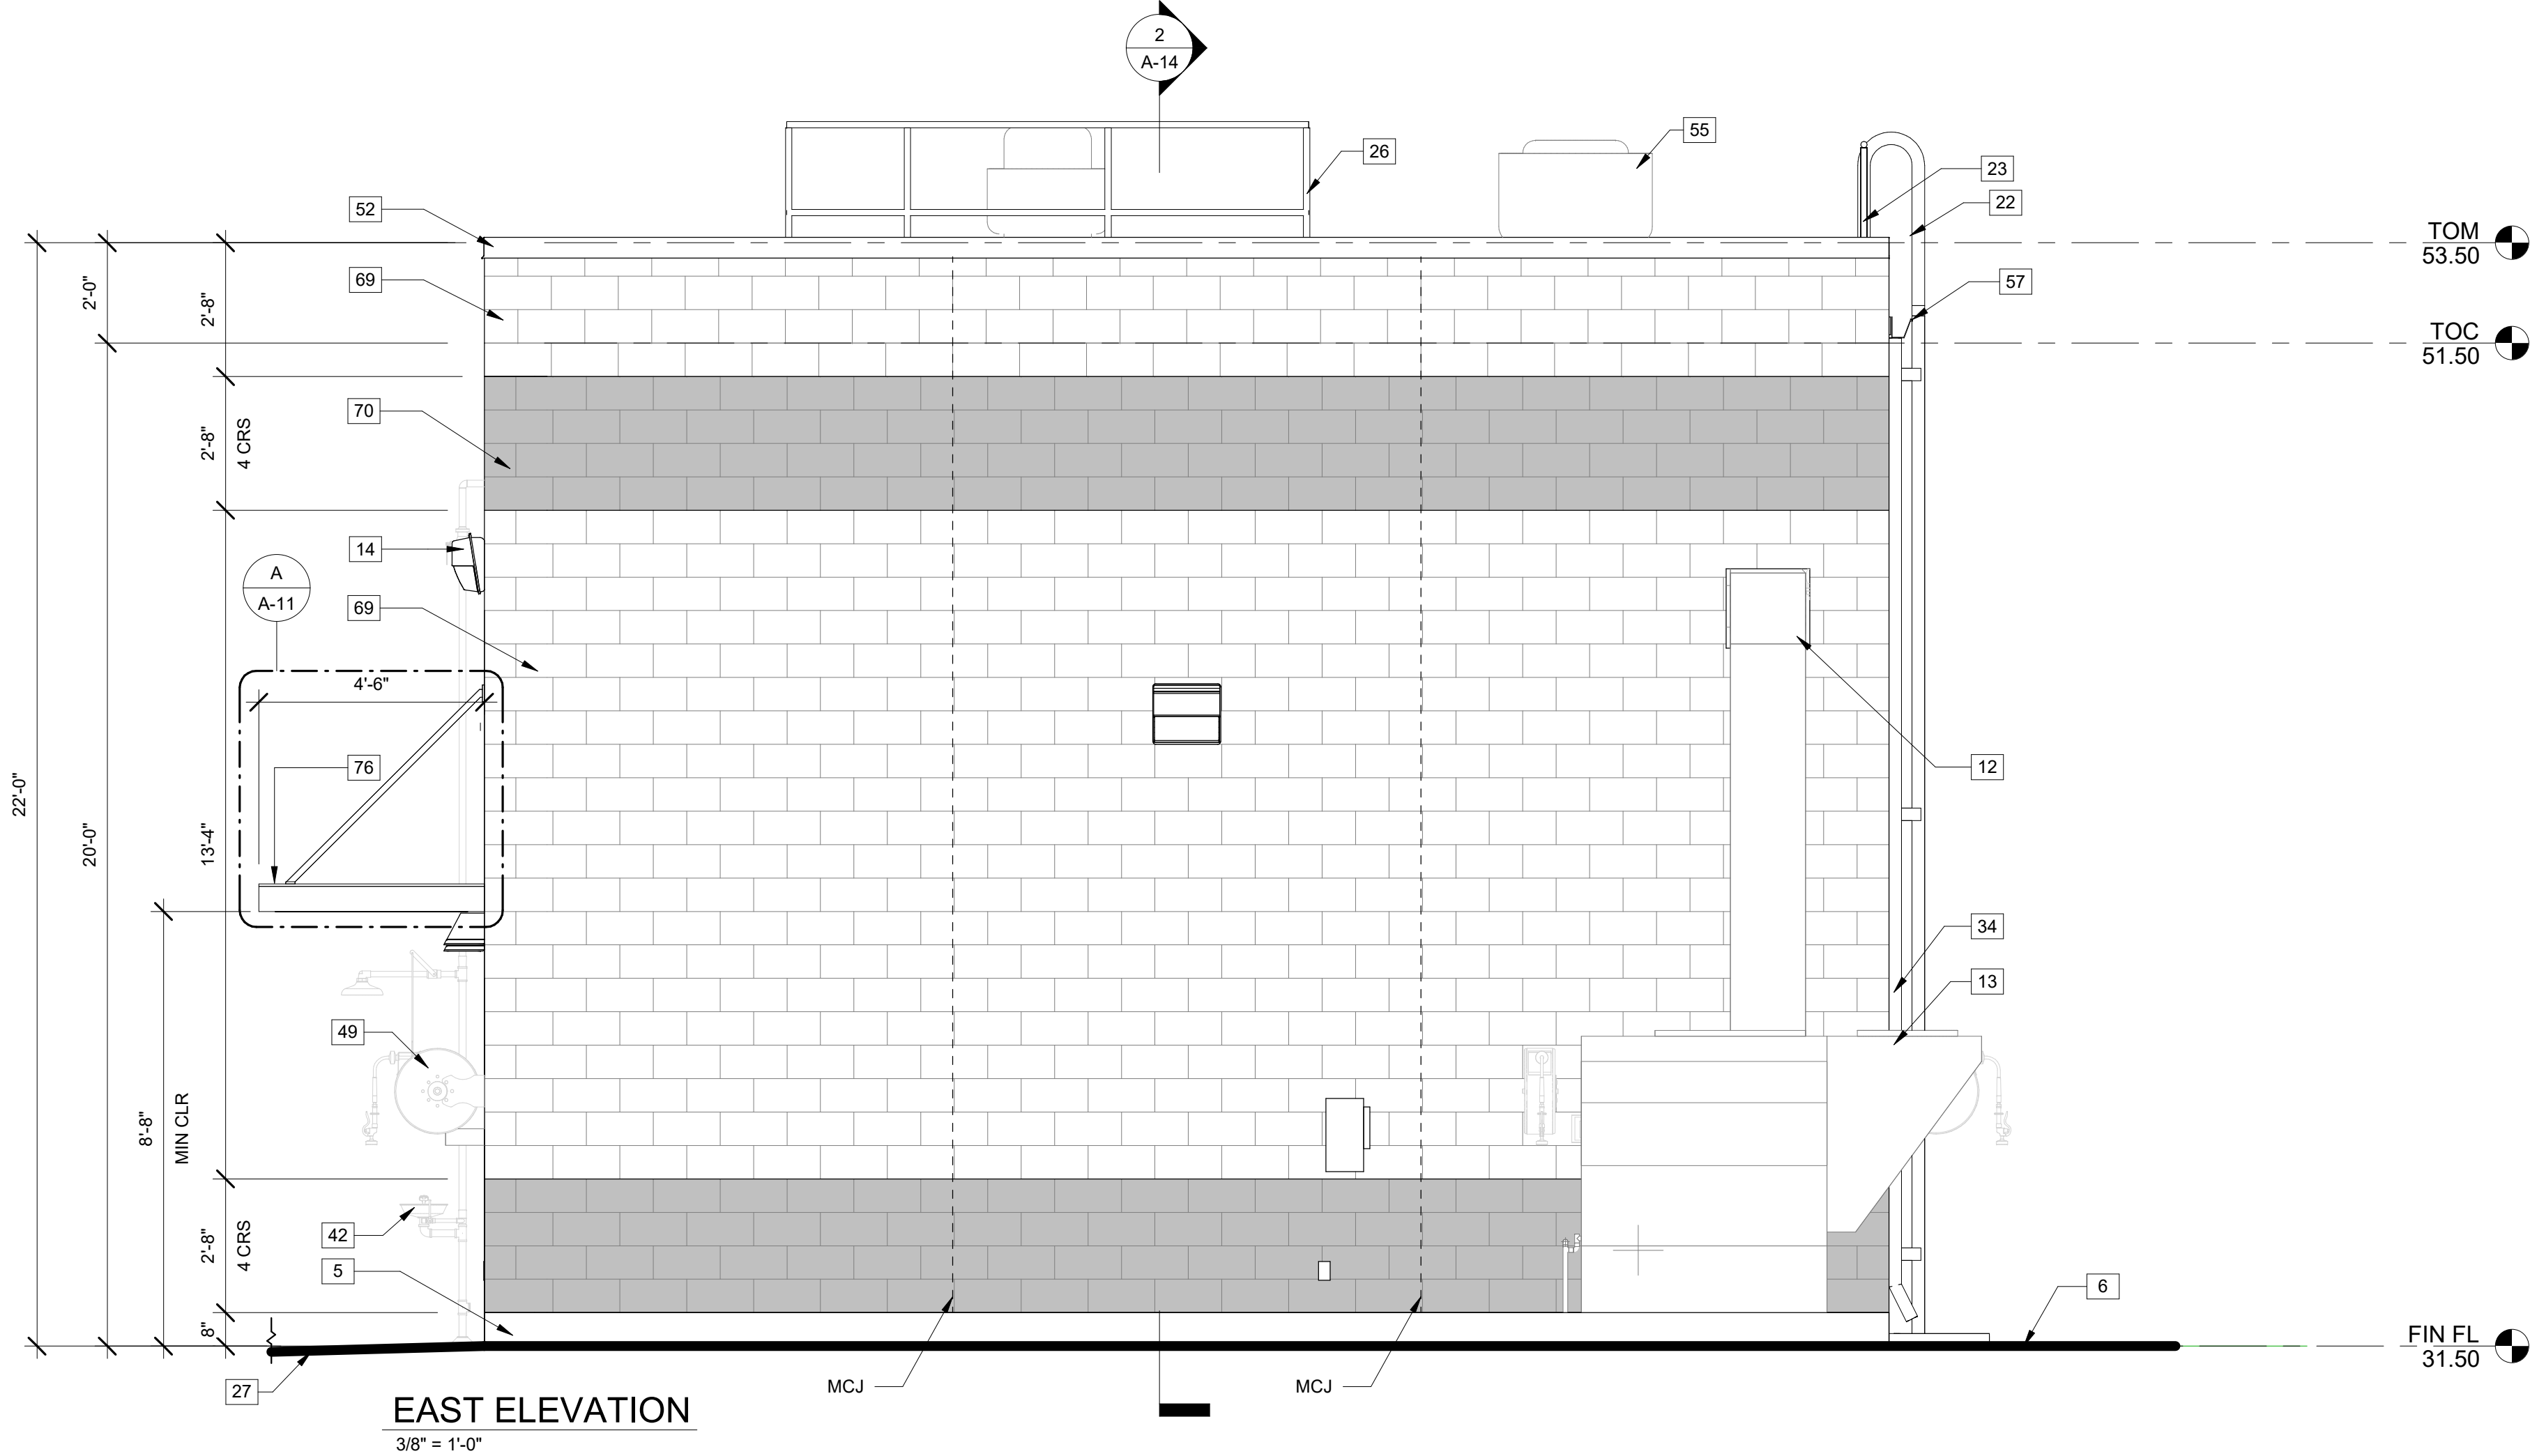 2
A-14
55
26
23
22
52
TOM
53.50
69
57
2'-0"
2'-8"
TOC
51.50
70
2'-8"
4 CRS
14
A
A-11
69
4'-6"
76
12
22'-0"
20'-0"
13'-4"
34
13
49
8'-8"
MIN CLR
42
2'-8"
4 CRS
5
6
8"
FIN FL
31.50
27
MCJ
MCJ
EAST ELEVATION
3/8" = 1'-0"